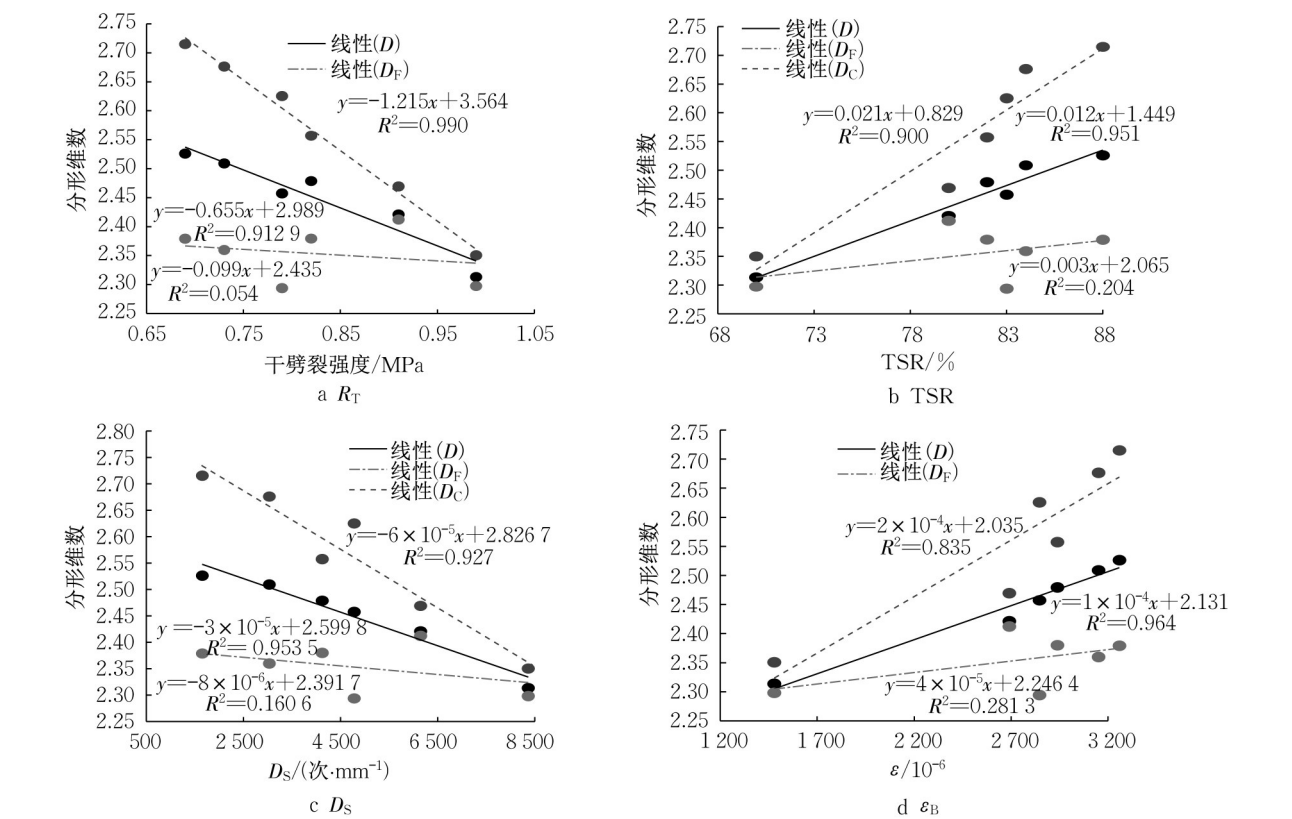 2.75
2.70
2.65
2.60
2.55
2.50
2.45
2.40
2.35
2.30
2.25
分形维数
线性(D)
线性(D_F)
y=-1.215x+3.564
R²=0.990
y=-0.655x+2.989
R²=0.912 9
y=-0.099x+2.435
R²=0.054
0.65 0.75 0.85 0.95 1.05
干劈裂强度/MPa
a R_T
2.75
2.70
2.65
2.60
2.55
2.50
2.45
2.40
2.35
2.30
2.25
分形维数
线性(D)
线性(D_F)
线性(D_C)
y=0.021x+0.829
R²=0.900
y=0.012x+1.449
R²=0.951
y=0.003x+2.065
R²=0.204
68 73 78 83 88
TSR/%
b TSR
2.80
2.75
2.70
2.65
2.60
2.55
2.50
2.45
2.40
2.35
2.30
2.25
分形维数
线性(D)
线性(D_F)
线性(D_C)
y=-6×10⁻⁵x+2.826 7
R²=0.927
y=-3×10⁻⁵x+2.599 8
R²=0.953 5
y=-8×10⁻⁶x+2.391 7
R²=0.160 6
500 2 500 4 500 6 500 8 500
D_S/(次·mm⁻¹)
c D_S
2.75
2.70
2.65
2.60
2.55
2.50
2.45
2.40
2.35
2.30
2.25
分形维数
线性(D)
线性(D_F)
y=2×10⁻⁴x+2.035
R²=0.835
y=1×10⁻⁴x+2.131
R²=0.964
y=4×10⁻⁵x+2.246 4
R²=0.281 3
1 200 1 700 2 200 2 700 3 200
ε/10⁻⁶
d ε_B